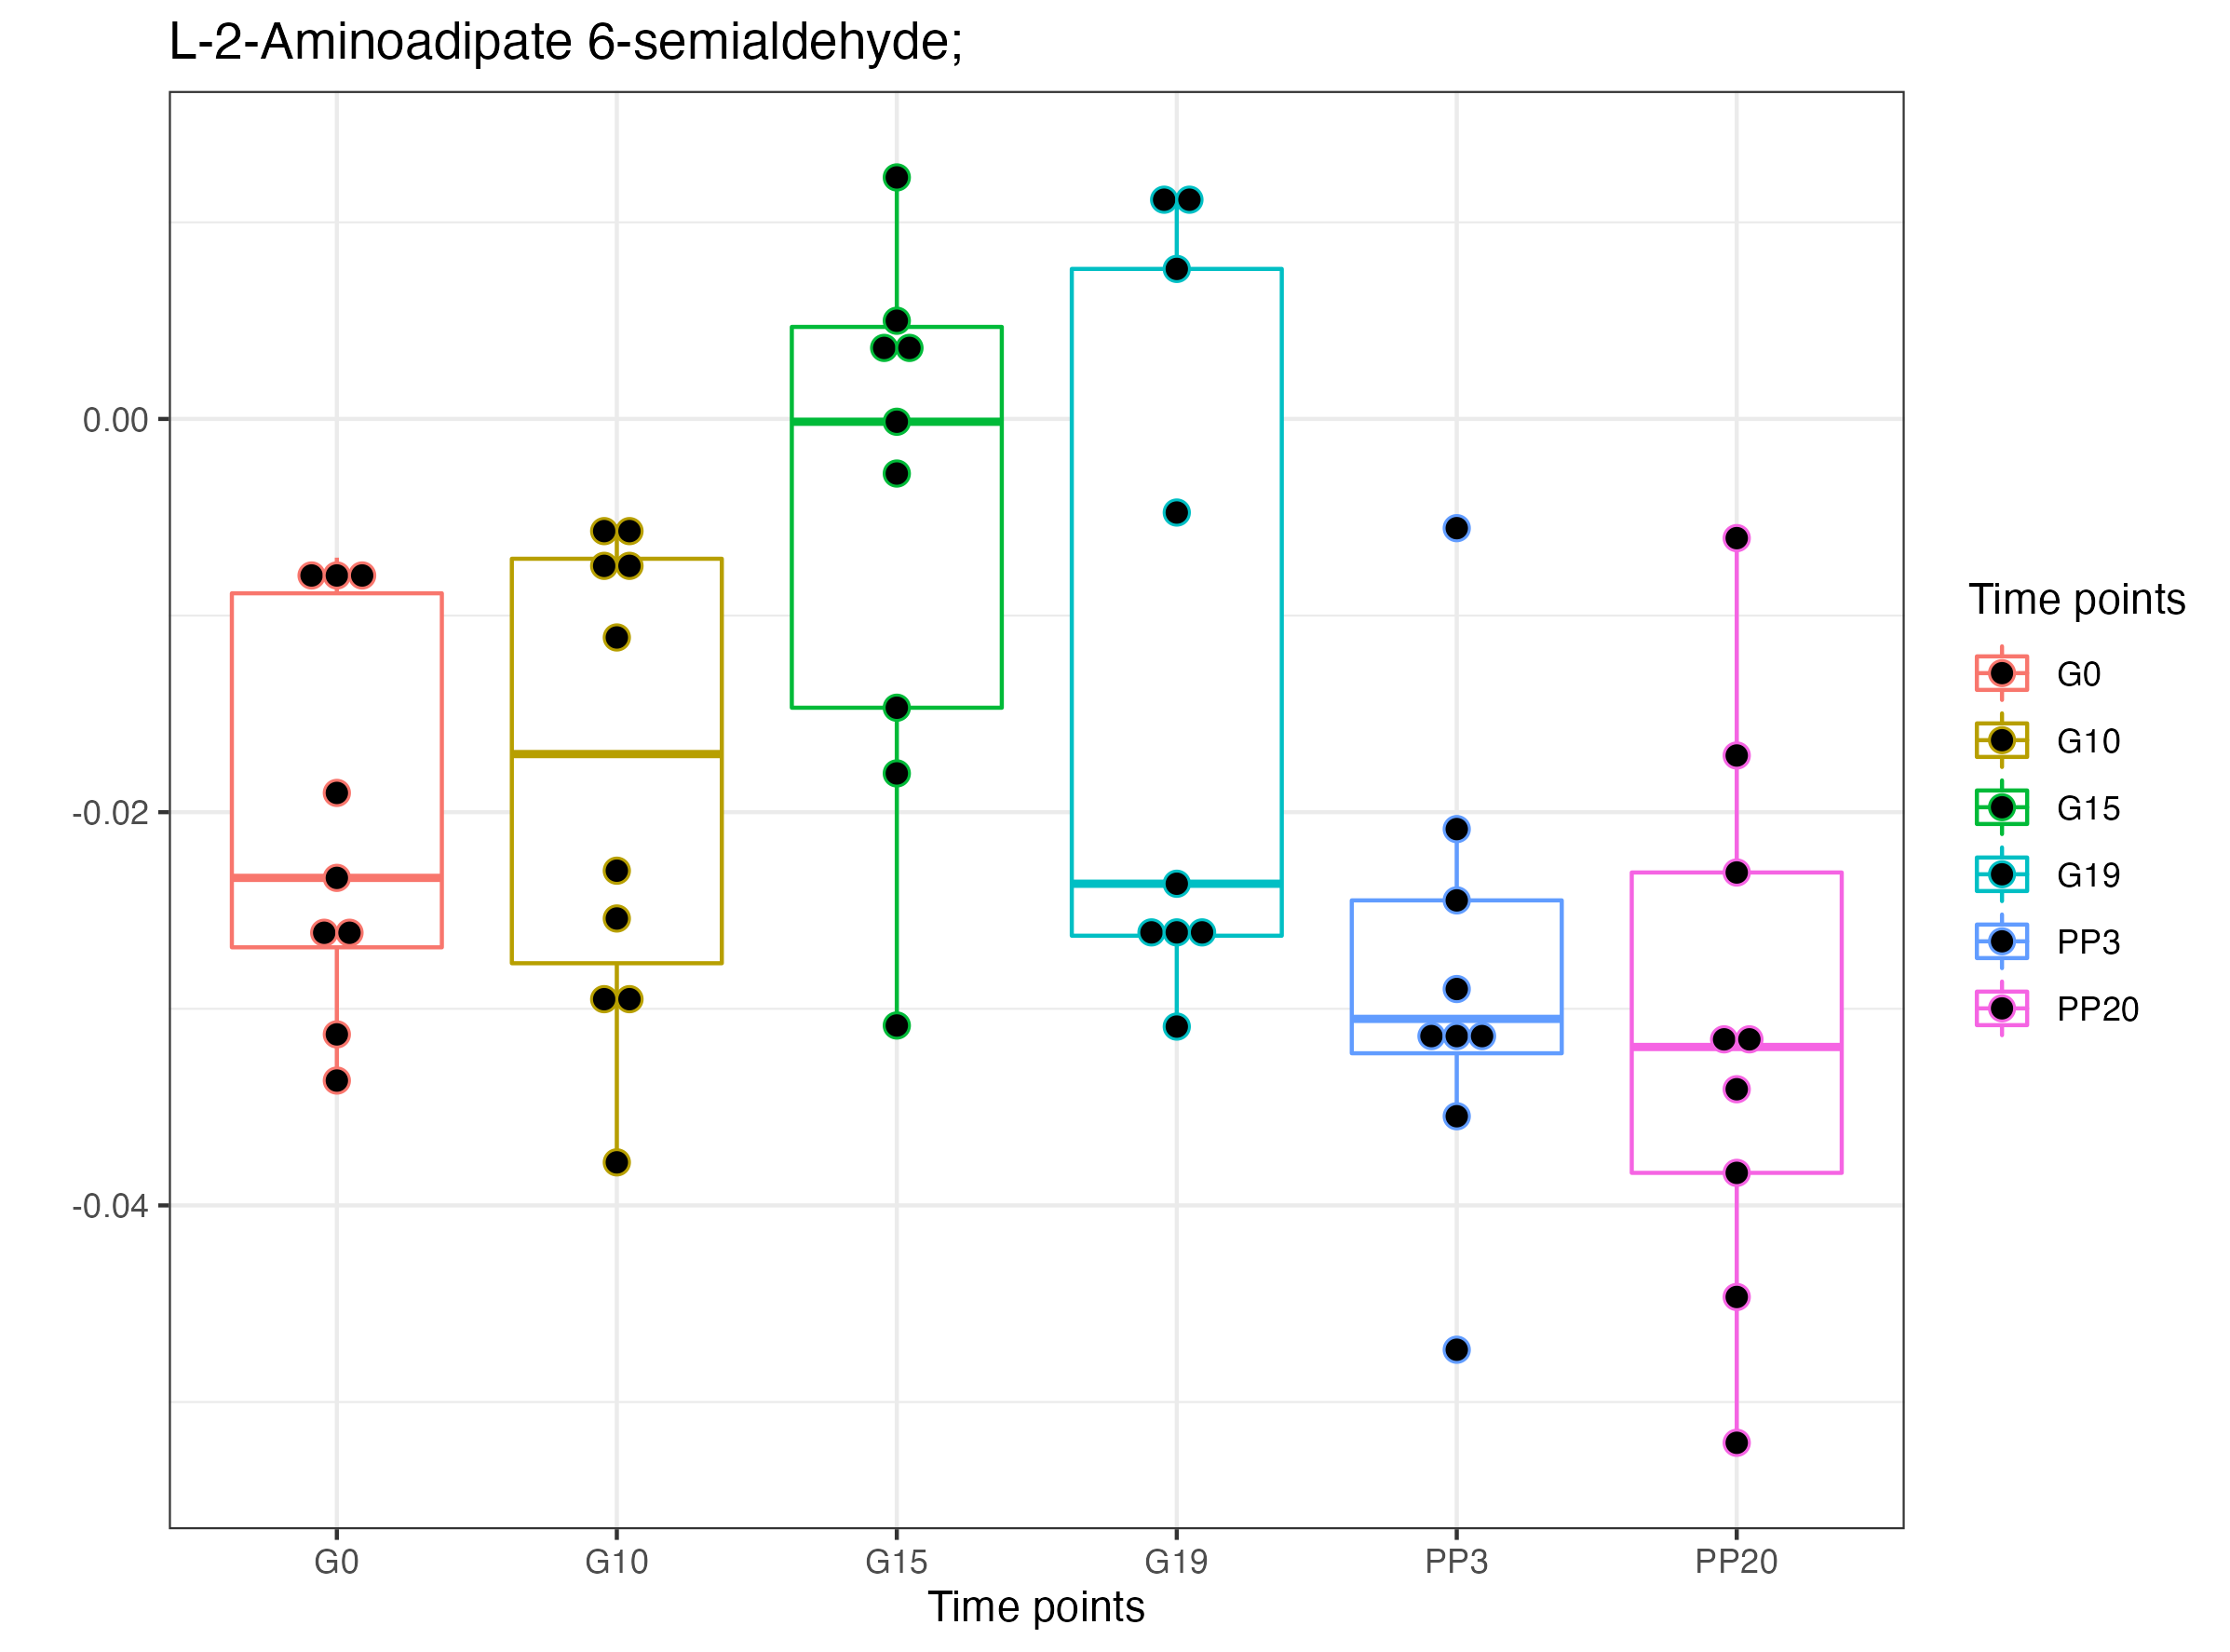 L-2-Aminoadipate 6-semialdehyde;
0.00
-0.02
-0.04
G0 G10 G15 G19 PP3 PP20
Time points
Time points
G0
G10
G15
G19
PP3
PP20